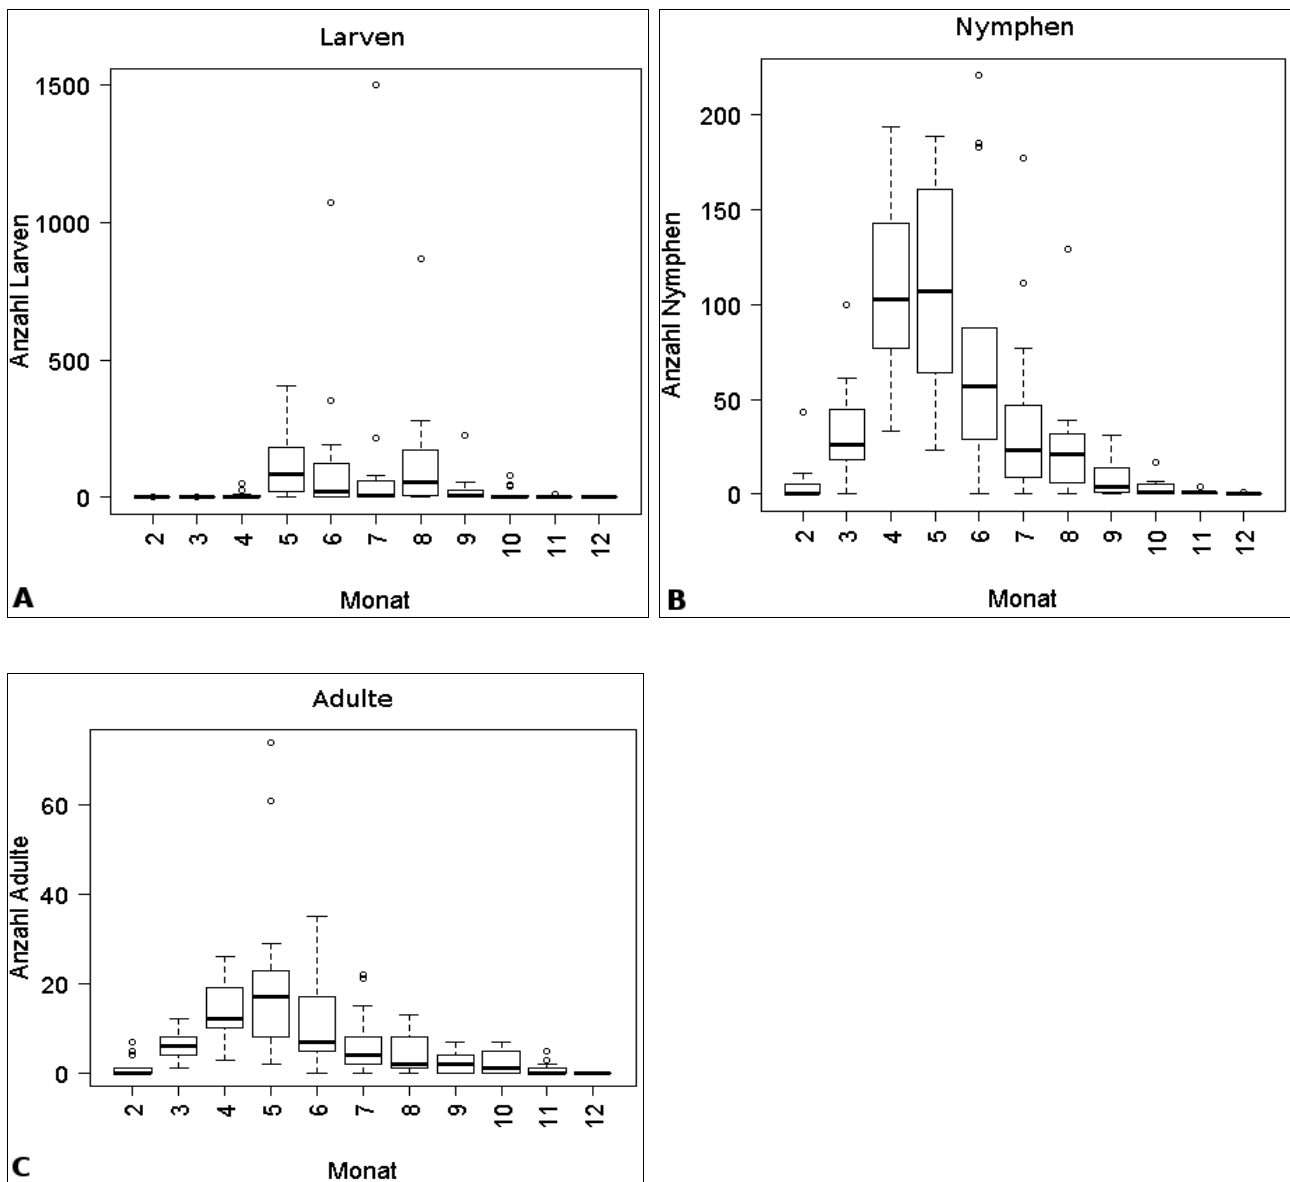 Larven
1500
1000
500
0
Anzahl Larven
2 3 4 5 6 7 8 9 10 11 12
Monat
A
Nymphen
200
150
100
50
0
Anzahl Nymphen
2 3 4 5 6 7 8 9 10 11 12
Monat
B
Adulte
60
40
20
0
Anzahl Adulte
2 3 4 5 6 7 8 9 10 11 12
Monat
C